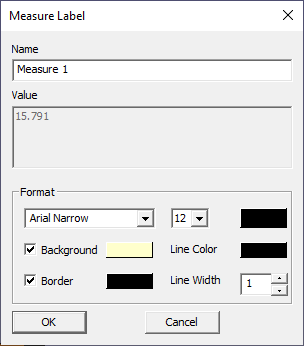 Measure Label
Name
Measure 1
Value
15.791
Format
Arial Narrow 12
Background Line Color
Border Line Width 1
OK Cancel